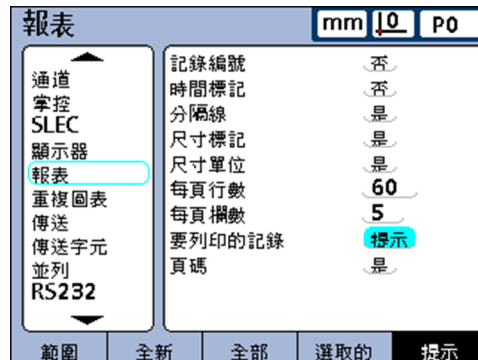 報表 mm 0 P0
通道
掌控
SLEC
顯示器
報表
重複圖表
傳送
傳送字元
並列
RS232
記錄編號 否
時間標記 否
分隔線 是
尺寸標記 是
尺寸單位 是
每頁行數 60
每頁欄數 5
要列印的記錄 提示
頁碼 是
範圍 全新 全部 選取的 提示